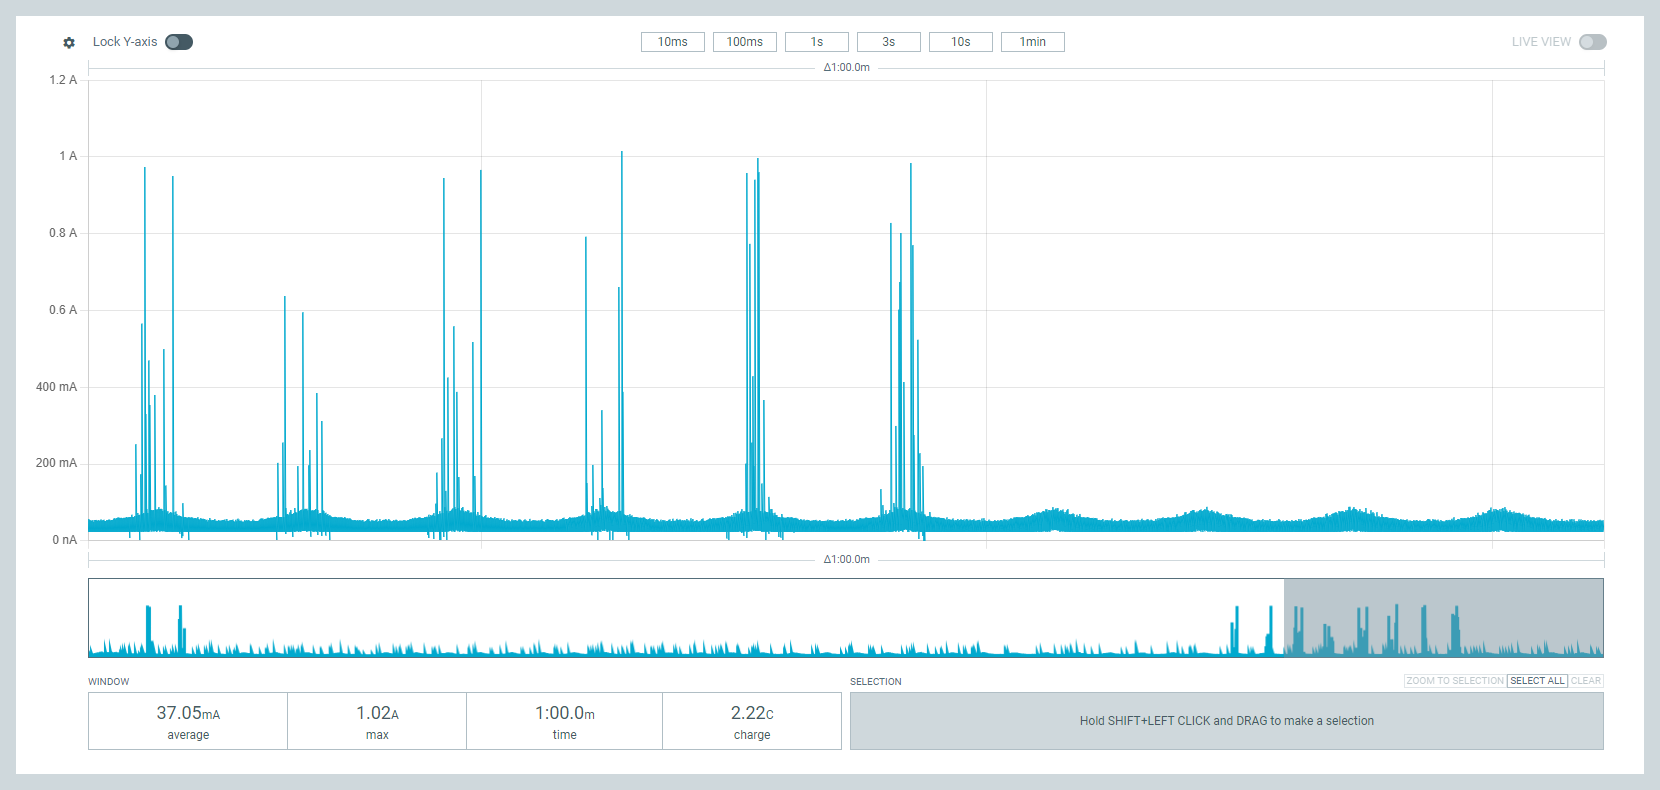 Lock Y-axis
10ms 100ms 1s 3s 10s 1min
LIVE VIEW
Δ1:00.0m
1.2 A
1 A
0.8 A
0.6 A
400 mA
200 mA
0 nA
Δ1:00.0m
WINDOW
37.05mA 1.02A 1:00.0m 2.22C
average max time charge
SELECTION
ZOOM TO SELECTION SELECT ALL CLEAR
Hold SHIFT+LEFT CLICK and DRAG to make a selection